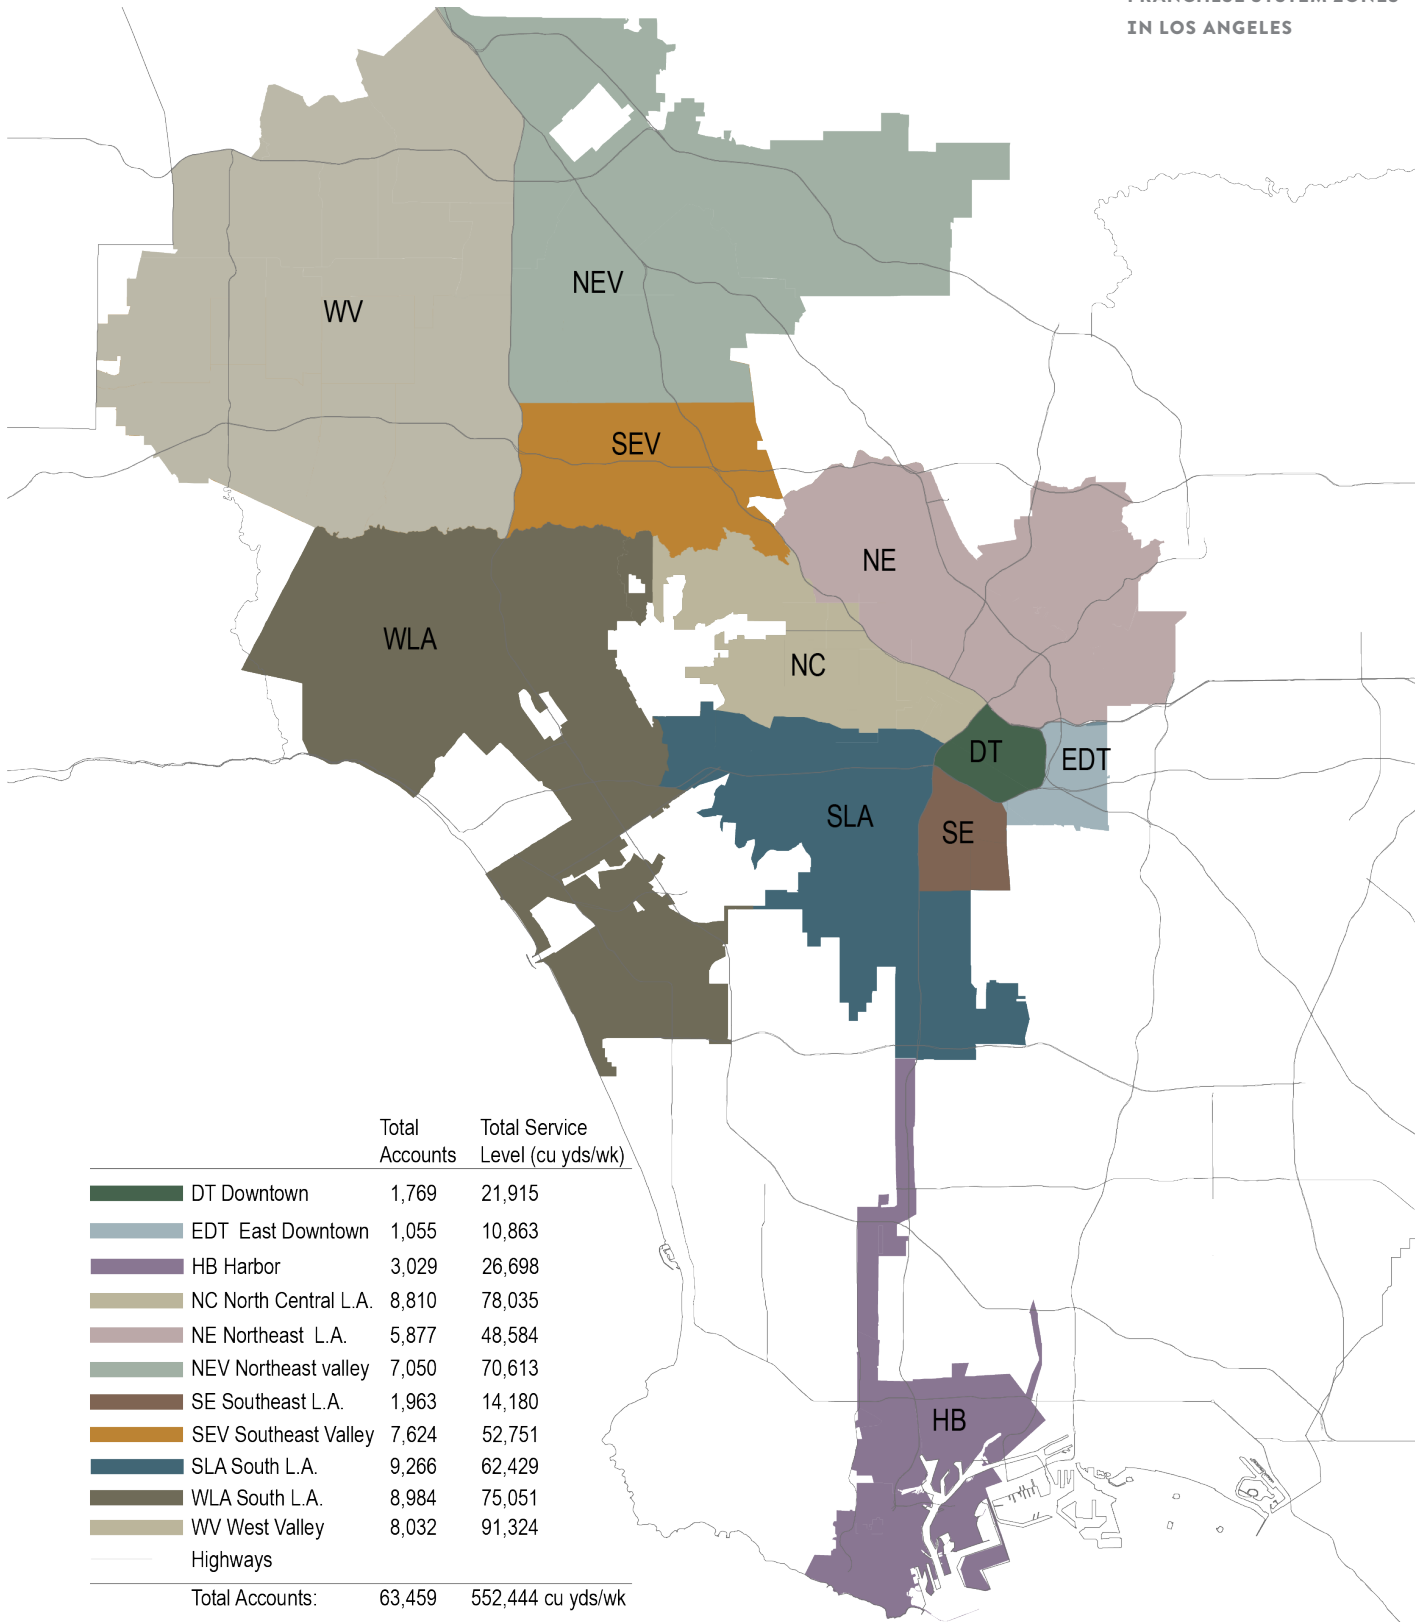 IN LOS ANGELES
WV
NEV
SEV
NE
WLA
NC
DT
EDT
SLA
SE
HB
Total Accounts Total Service Level (cu yds/wk)
DT Downtown 1,769 21,915
EDT East Downtown 1,055 10,863
HB Harbor 3,029 26,698
NC North Central L.A. 8,810 78,035
NE Northeast L.A. 5,877 48,584
NEV Northeast valley 7,050 70,613
SE Southeast L.A. 1,963 14,180
SEV Southeast Valley 7,624 52,751
SLA South L.A. 9,266 62,429
WLA South L.A. 8,984 75,051
WV West Valley 8,032 91,324
Highways
Total Accounts: 63,459 552,444 cu yds/wk